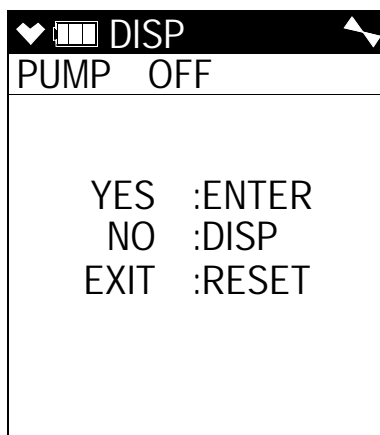 DISP
PUMP OFF
YES :ENTER
NO :DISP
EXIT :RESET